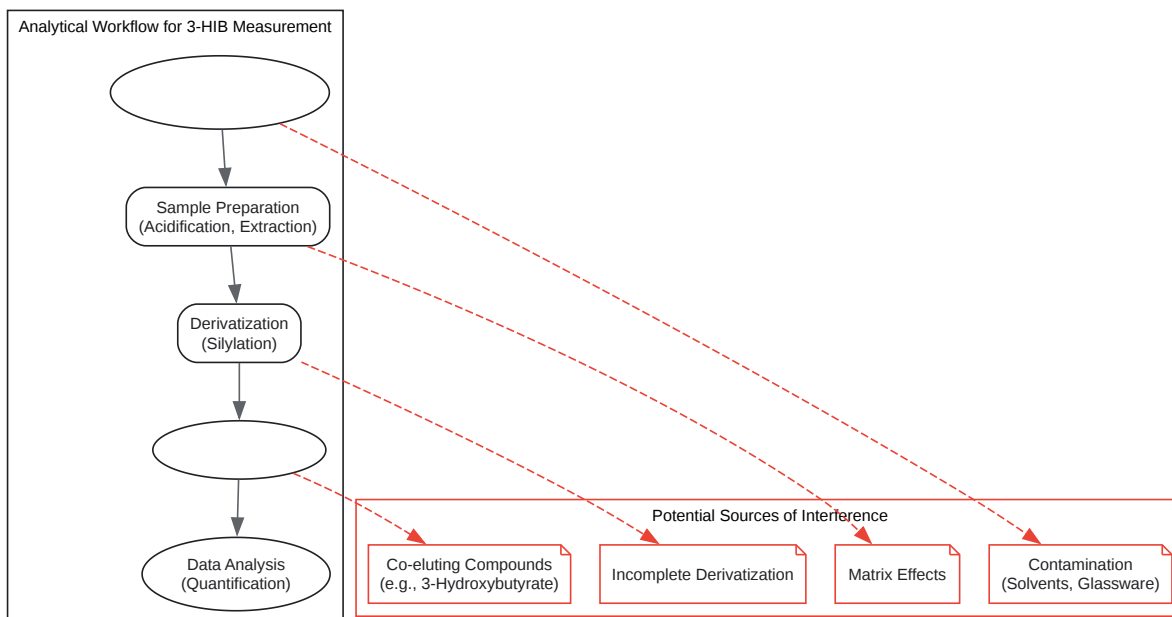 Analytical Workflow for 3-HIB Measurement
Sample Preparation
(Acidification, Extraction)
Derivatization
(Silylation)
Data Analysis
(Quantification)
Potential Sources of Interference
Co-eluting Compounds
(e.g., 3-Hydroxybutyrate)
Incomplete Derivatization
Matrix Effects
Contamination
(Solvents, Glassware)